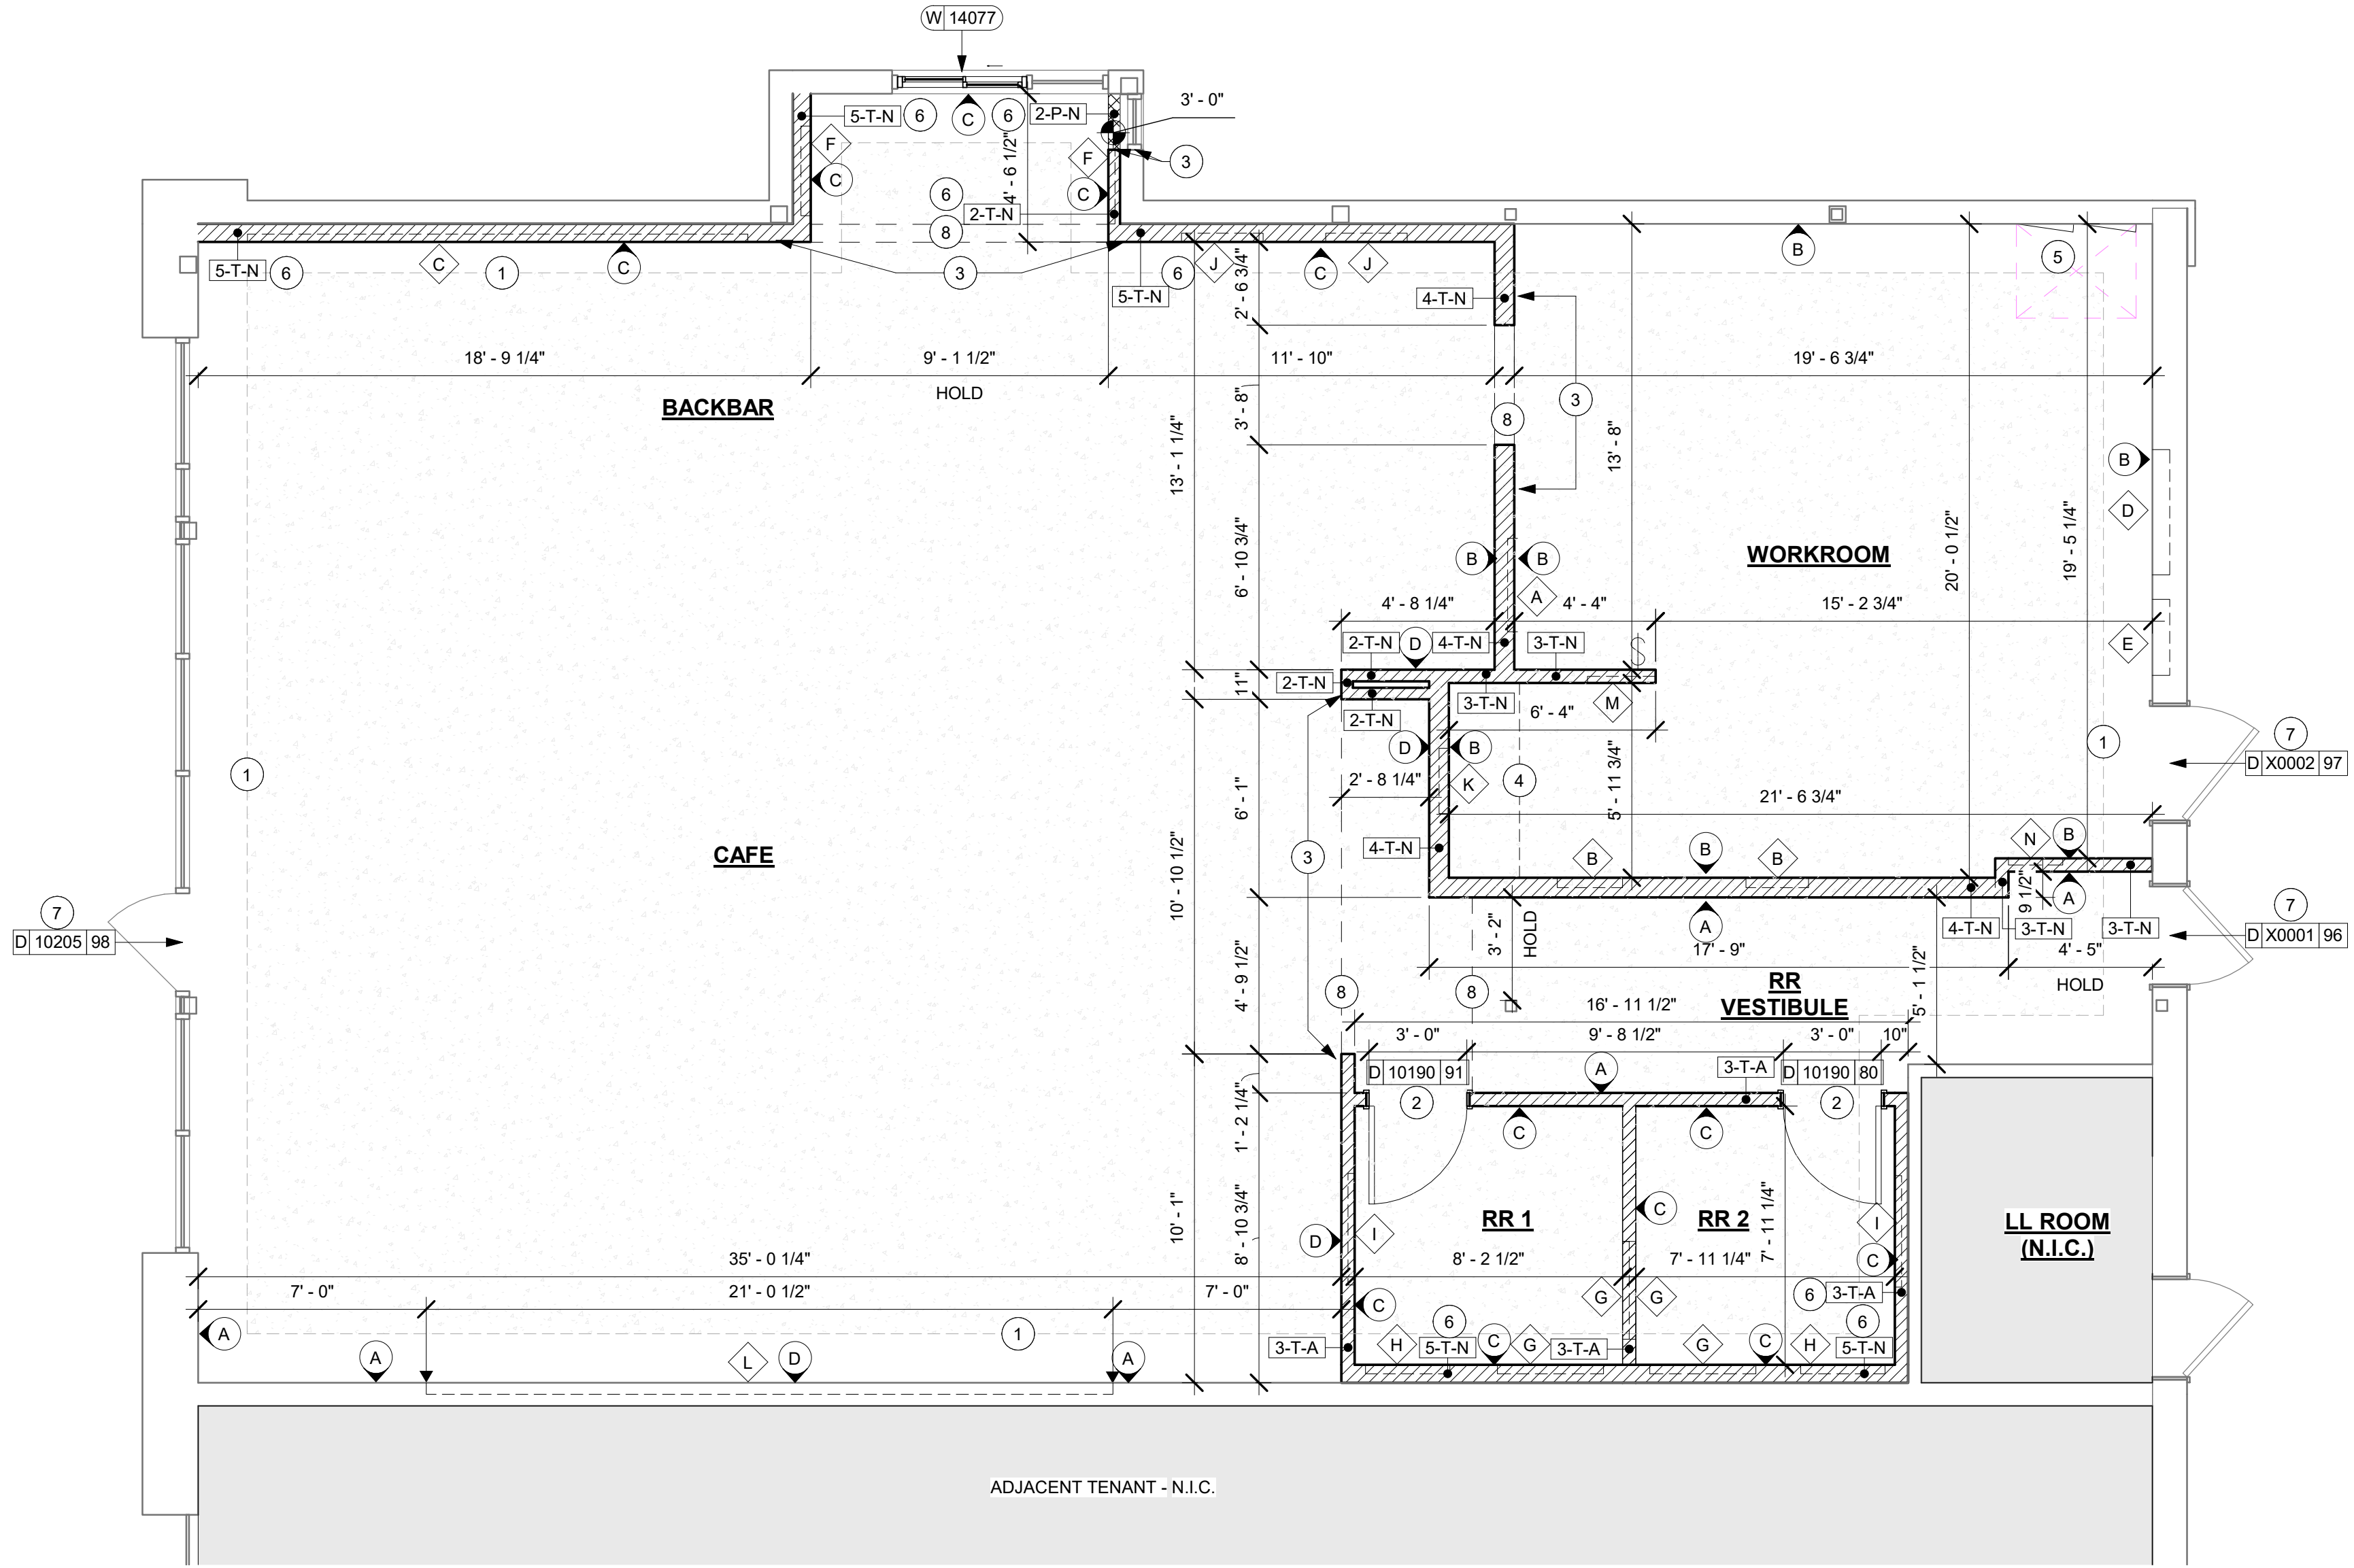 W 14077
5-T-N 6 C 6 2-P-N 3' - 0"
F F 3
C C
6
4' - 6 1/2"
2-T-N
8
B
5-T-N 6 C 1 C 3 6 J C J 5
5-T-N 4-T-N
2' - 6 3/4"
18' - 9 1/4" 9' - 1 1/2" 11' - 10" 19' - 6 3/4"
HOLD
BACKBAR
3' - 8"
3
8
13' - 1 1/4"
13' - 8"
B
D
6' - 10 3/4"
B B
WORKROOM
20' - 0 1/2"
19' - 5 1/4"
A
4' - 8 1/4" 4' - 4" 15' - 2 3/4"
2-T-N D 4-T-N 3-T-N
S
E
2-T-N
11"
3-T-N M
2-T-N 6' - 4"
D B
1
1
7
D X0002 97
2' - 8 1/4" K 4
5' - 11 3/4"
6' - 1"
21' - 6 3/4"
CAFE
3
4-T-N
B B B N B
10' - 10 1/2"
9 1/2"
A
7
D 10205 98
3' - 2"
HOLD
A
4-T-N 3-T-N 3-T-N
7
D X0001 96
17' - 9" 4' - 5"
HOLD
4' - 9 1/2"
5' - 1 1/2"
8 8
RR
VESTIBULE
16' - 11 1/2"
3' - 0" 9' - 8 1/2" 3' - 0" 10"
D 10190 91 A 3-T-A D 10190 80
2 2
1' - 2 1/4"
C C
10' - 1"
8' - 10 3/4"
C
7' - 11 1/4"
RR 1 RR 2
I I
LL ROOM
(N.I.C.)
D
35' - 0 1/4" 8' - 2 1/2" 7' - 11 1/4" C
7' - 0" 21' - 0 1/2" 7' - 0"
G G 6 3-T-A
C
A 1
6 6
A L D A 3-T-A H 5-T-N C G 3-T-A G C H 5-T-N
ADJACENT TENANT - N.I.C.